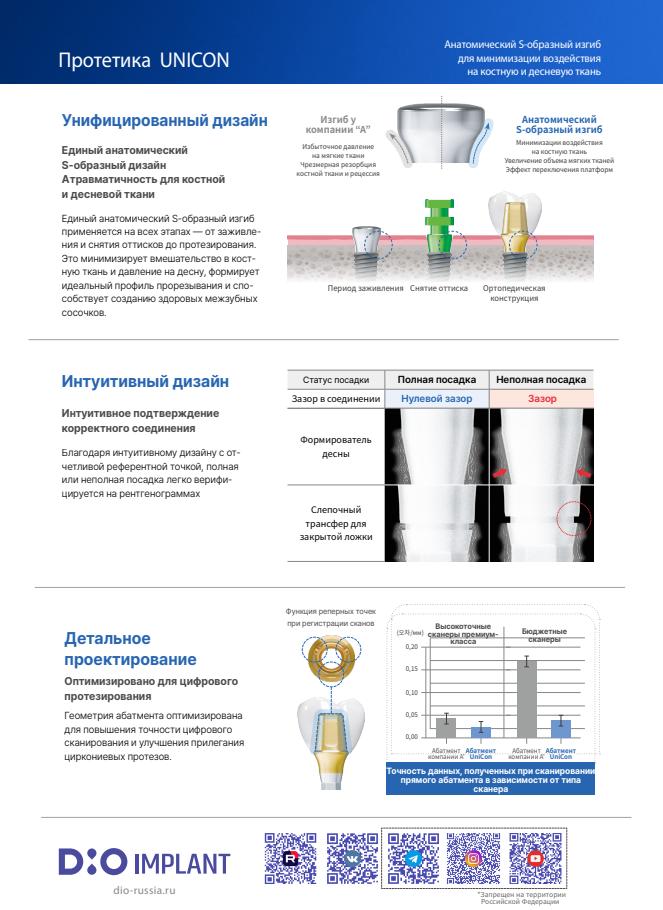 Протетика UNICON
Анатомический S-образный изгиб
для минимизации воздействия
на костную и десневую ткань
Унифицированный дизайн
Единый анатомический
S-образный дизайн
Атравматичность для костной
и десневой ткани
Единый анатомический S-образный изгиб
применяется на всех этапах — от заживле-
ния и снятия оттисков до протезирования.
Это минимизирует вмешательство в кост-
ную ткань и давление на десну, формирует
идеальный профиль прорезывания и спо-
собствует созданию здоровых межзубных
сосочков.
Изгиб у
компании “А”
Избыточное давление
на мягкие ткани
Чрезмерная резорбция
костной ткани и рецессия
Анатомический
S-образный изгиб
Минимизации воздействия
на костную ткань
Увеличение объема мягких тканей
Эффект переключения платформ
Период заживления
Снятие оттиска
Ортопедическая
конструкция
Интуитивный дизайн
Интуитивное подтверждение
корректного соединения
Благодаря интуитивному дизайну с от-
четливой референтной точкой, полная
или неполная посадка легко верифи-
цируется на рентгенограммах
Статус посадки Полная посадка Неполная посадка
Зазор в соединении Нулевой зазор Зазор
Формирователь
десны
Слепочный
трансфер для
закрытой ложки
Детальное
проектирование
Оптимизировано для цифрового
протезирования
Геометрия абатмента оптимизирована
для повышения точности цифрового
сканирования и улучшения прилегания
циркониевых протезов.
Функция реперных точек
при регистрации сканов
(오차/мм)
Высокоточные
сканеры премиум-
класса
Бюджетные
сканеры
0,20
0,15
0,10
0,05
0,00
Абатмент
компании А'
Абатмент
UniCon
Абатмент
компании А'
Абатмент
UniCon
Точность данных, полученных при сканировании
прямого абатмента в зависимости от типа
сканера
DIO IMPLANT
dio-russia.ru
*Запрещен на территории
Российской Федерации